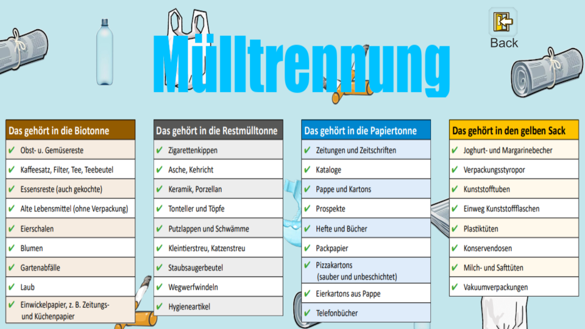 Mülltrennung
Back
Das gehört in die Biotonne
Obst- u. Gemüsereste
Kaffeesatz, Filter, Tee, Teebeutel
Essensreste (auch gekochte)
Alte Lebensmittel (ohne Verpackung)
Eierschalen
Blumen
Gartenabfälle
Laub
Einwickelpapier, z. B. Zeitungs-
und Küchenpapier
Das gehört in die Restmülltonne
Zigarettenkippen
Asche, Kehricht
Keramik, Porzellan
Tonteller und Töpfe
Putzlappen und Schwämme
Kleintierstreu, Katzenstreu
Staubsaugerbeutel
Wegwerfwindeln
Hygieneartikel
Das gehört in die Papiertonne
Zeitungen und Zeitschriften
Kataloge
Pappe und Kartons
Prospekte
Hefte und Bücher
Packpapier
Pizzakartons
(sauber und unbeschichtet)
Eierkartons aus Pappe
Telefonbücher
Das gehört in den gelben Sack
Joghurt- und Margarinebecher
Verpackungsstyropor
Kunststofftuben
Einweg Kunststoffflaschen
Plastiktüten
Konservendosen
Milch- und Safttüten
Vakuumverpackungen